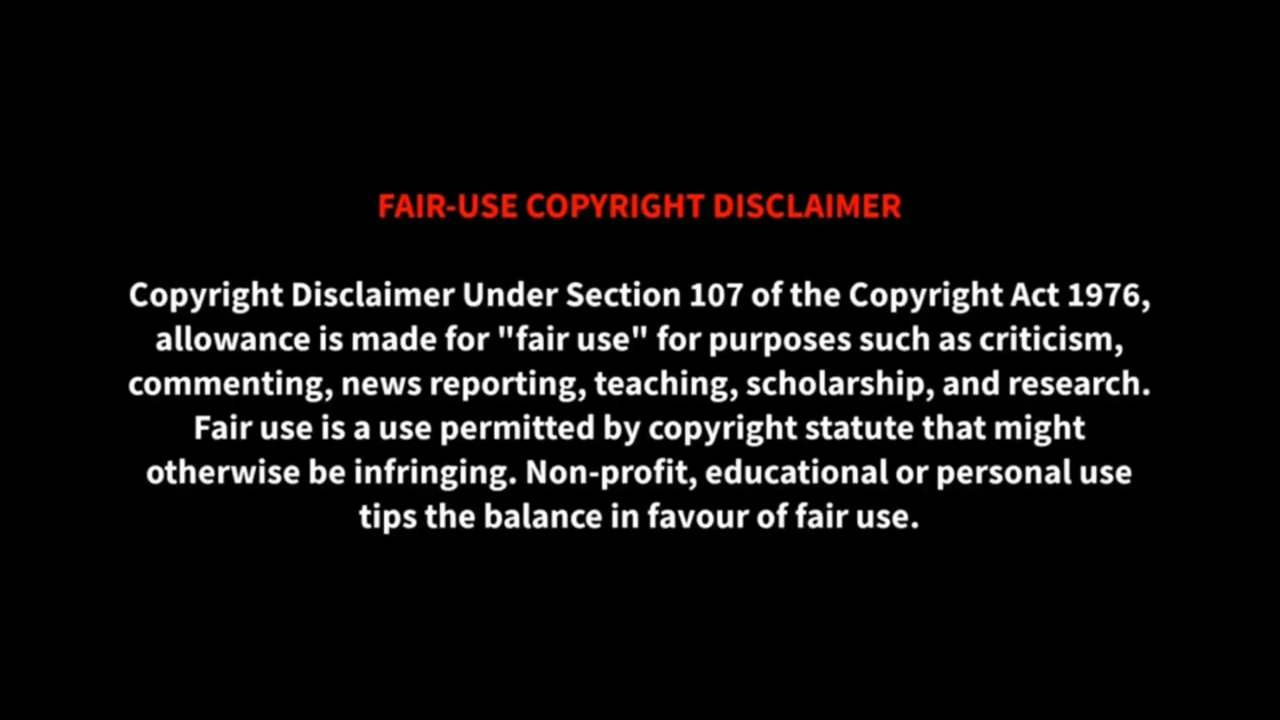 FAIR-USE COPYRIGHT DISCLAIMER
Copyright Disclaimer Under Section 107 of the Copyright Act 1976,
allowance is made for "fair use" for purposes such as criticism,
commenting, news reporting, teaching, scholarship, and research.
Fair use is a use permitted by copyright statute that might
otherwise be infringing. Non-profit, educational or personal use
tips the balance in favour of fair use.